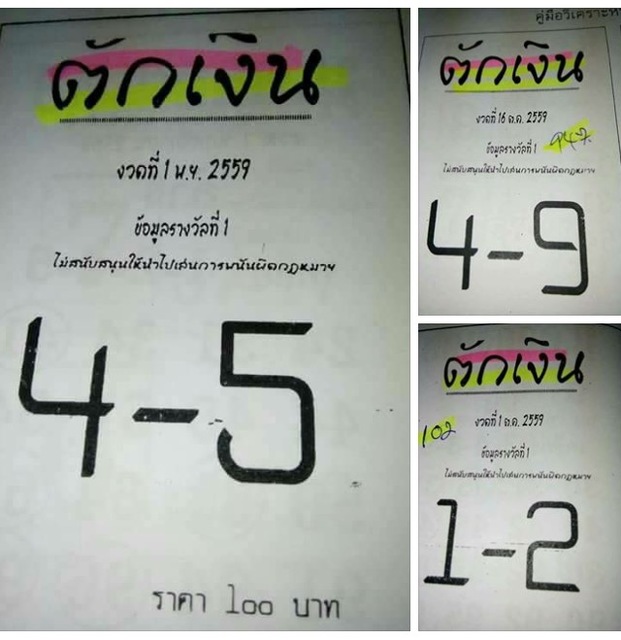 ตักเงิน
งวดที่ 1 พ.ย. 2559
ข้อมูลรางวัลที่ 1
ไม่สนับสนุนให้นำไปเล่นการพนันผิดกฎหมาย
4-5
ราคา 100 บาท
คู่มือวิเคราะห์
ตักเงิน
งวดที่ 16 ต.ค. 2559
ข้อมูลรางวัลที่ 1
947
ไม่สนับสนุนให้นำไปเล่นการพนันผิดกฎหมาย
4-9
ตักเงิน
102
งวดที่ 1 ต.ค. 2559
ข้อมูลรางวัลที่ 1
ไม่สนับสนุนให้นำไปเล่นการพนันผิดกฎหมาย
1-2